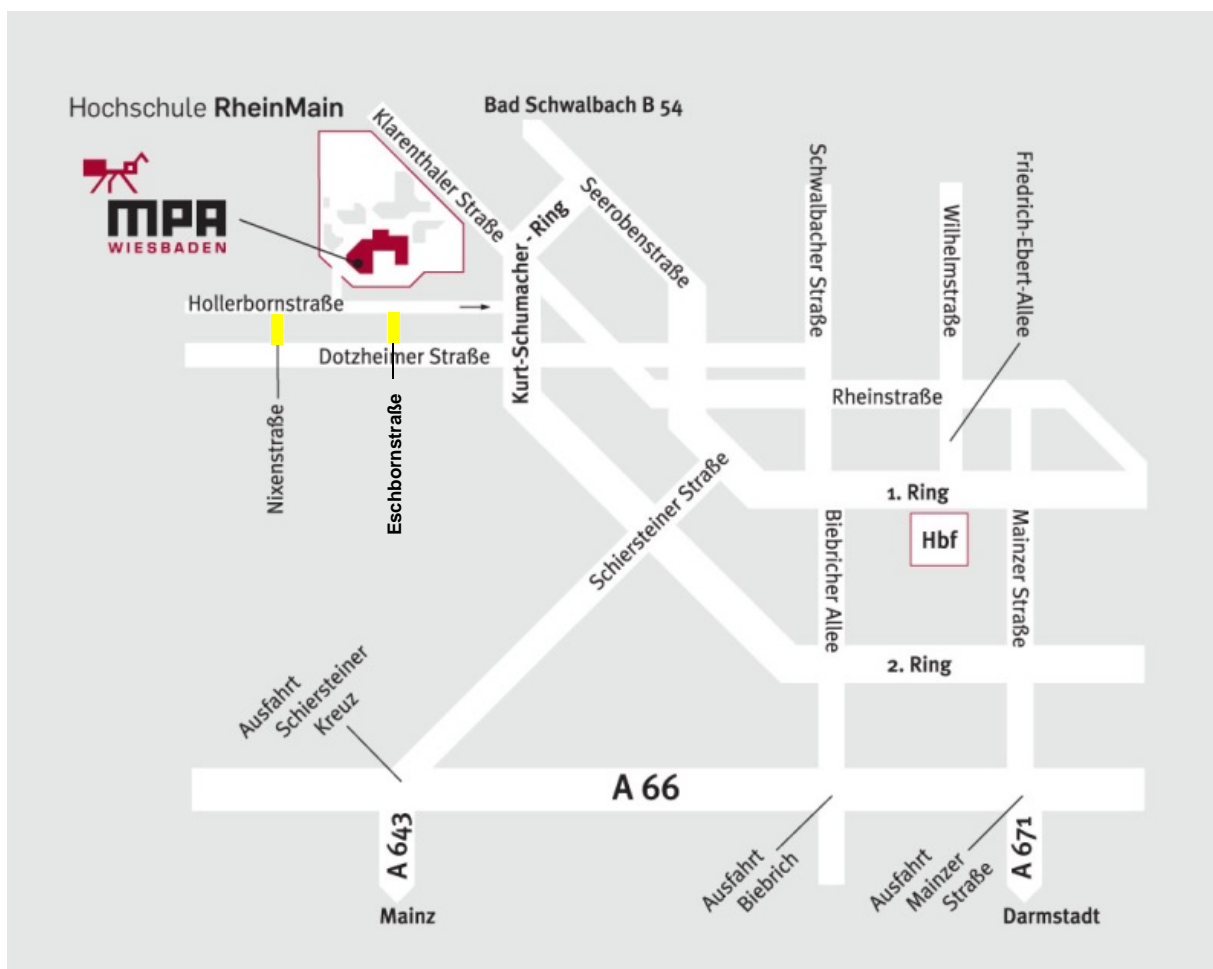 Hochschule RheinMain
MPA
WIESBADEN
Klarenthaler Straße
Bad Schwalbach B 54
Seerobenstraße
Kurt-Schumacher - Ring
Schwalbacher Straße
Wilhelmstraße
Friedrich-Ebert-Allee
Hollerbornstraße
Dotzheimer Straße
Nixenstraße
Eschbornstraße
Rheinstraße
1. Ring
Hbf
Schiersteiner Straße
Biebricher Allee
Mainzer Straße
2. Ring
Ausfahrt
Schiersteiner
Kreuz
A 66
A 643
Mainz
Ausfahrt
Biebrich
Ausfahrt
Mainzer
Straße
A 671
Darmstadt